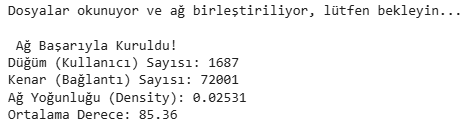 Dosyalar okunuyor ve ağ birleştiriliyor, lütfen bekleyin...
Ağ Başarıyla Kuruldu!
Düğüm (Kullanıcı) Sayısı: 1687
Kenar (Bağlantı) Sayısı: 72001
Ağ Yoğunluğu (Density): 0.02531
Ortalama Derece: 85.36